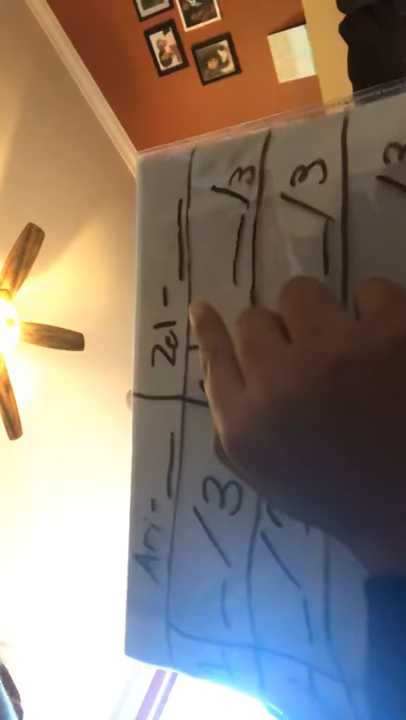 Ari- __ Zel- __
__/3 __/3
__/ __/3
/3